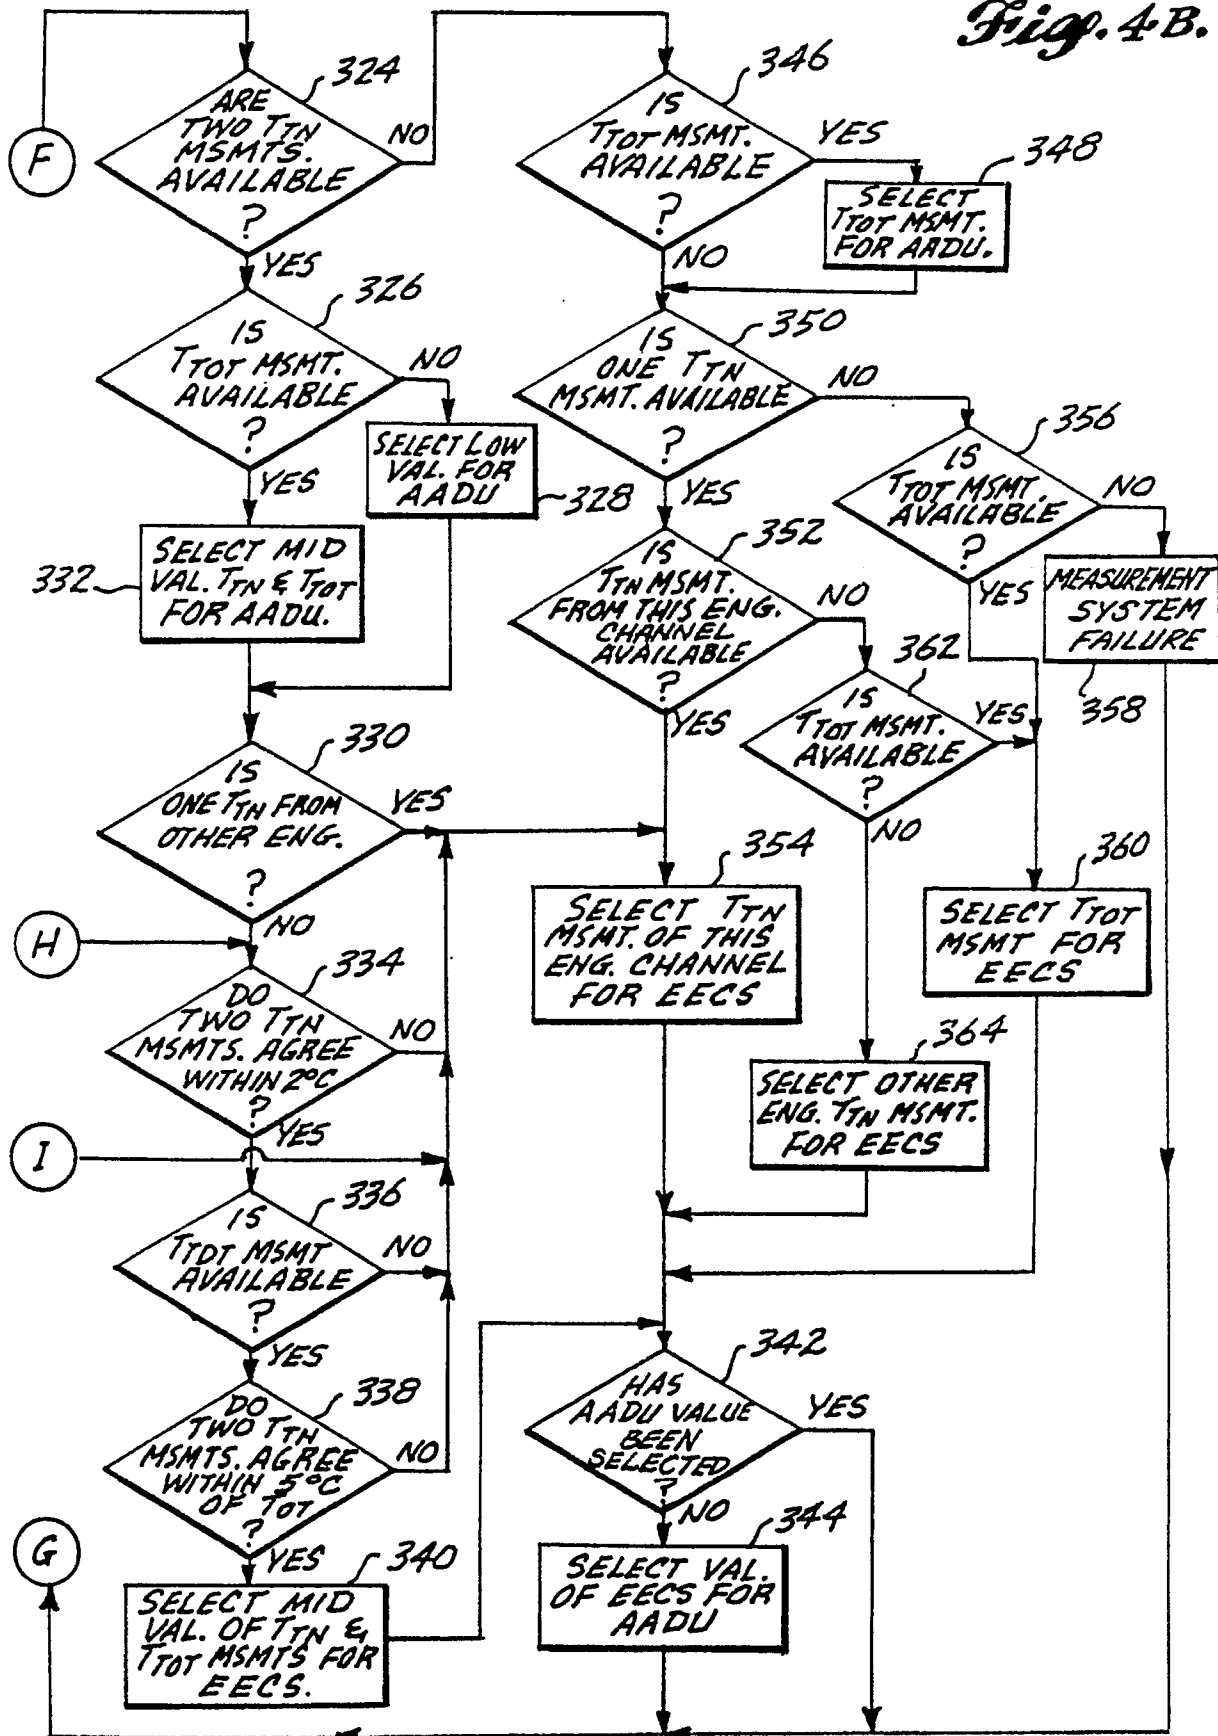 Fig. 4B.
F
324
ARE
TWO TTN
MSMTS.
AVAILABLE
?
NO
YES
346
IS
TTOT MSMT.
AVAILABLE
?
YES
NO
348
SELECT
TTOT MSMT.
FOR AADU.
326
IS
TTOT MSMT.
AVAILABLE
?
NO
YES
SELECT LOW
VAL. FOR
AADU
328
350
IS
ONE TTN
MSMT. AVAILABLE
?
NO
YES
356
IS
TTOT MSMT.
AVAILABLE
?
NO
YES
332
SELECT MID
VAL. TTN & TTOT
FOR AADU.
352
IS
TTN MSMT.
FROM THIS ENG.
CHANNEL
AVAILABLE
?
NO
YES
MEASUREMENT
SYSTEM
FAILURE
358
362
IS
TTOT MSMT.
AVAILABLE
?
YES
NO
330
IS
ONE TTN FROM
OTHER ENG.
?
YES
NO
354
SELECT TTN
MSMT. OF THIS
ENG. CHANNEL
FOR EECS
360
SELECT TTOT
MSMT FOR
EECS
H
334
DO
TWO TTN
MSMTS. AGREE
WITHIN 2°C
?
NO
YES
364
SELECT OTHER
ENG. TTN MSMT.
FOR EECS
I
336
IS
TTDT MSMT
AVAILABLE
?
NO
YES
338
DO
TWO TTN
MSMTS. AGREE
WITHIN 5°C
OF TOT
?
NO
YES
342
HAS
AADU VALUE
BEEN
SELECTED
?
YES
NO
G
340
SELECT MID
VAL. OF TTN &
TTOT MSMTS FOR
EECS.
344
SELECT VAL.
OF EECS FOR
AADU